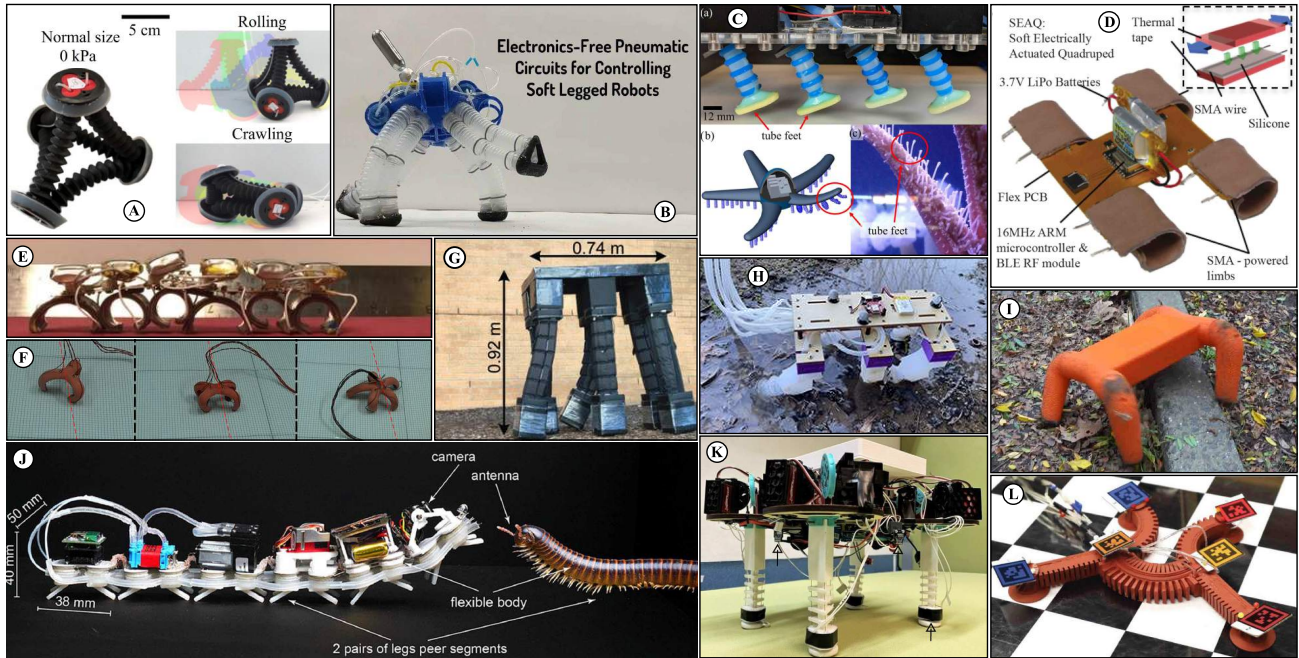 Normal size
0 kPa
5 cm
Rolling
Crawling
A
Electronics-Free Pneumatic
Circuits for Controlling
Soft Legged Robots
B
(a)
C
12 mm
tube feet
(b)
(c)
tube feet
D
SEAQ:
Soft Electrically
Actuated Quadruped
Thermal
tape
3.7V LiPo Batteries
SMA wire
Silicone
Flex PCB
16MHz ARM
microcontroller &
BLE RF module
SMA - powered
limbs
E
F
G
0.74 m
0.92 m
H
I
J
camera
antenna
50 mm
40 mm
38 mm
flexible body
2 pairs of legs peer segments
K
L